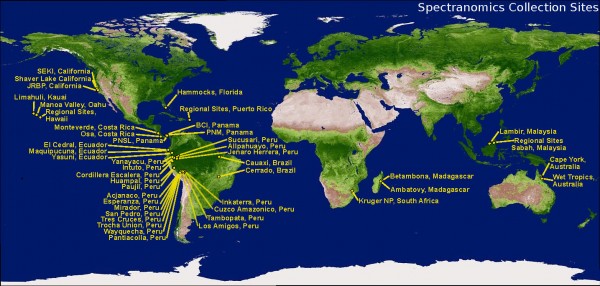 Spectranomics Collection Sites
SEKI, California
Shaver Lake California
JRBP, California
Limahuli, Kauai
Manoa Valley, Oahu
Regional Sites,
Hawaii
Hammocks, Florida
Regional Sites, Puerto Rico
Monteverde, Costa Rica
Osa, Costa Rica
PNSL, Panama
BCI, Panama
PNM, Panama
El Cedral, Ecuador
Maquipucuna, Ecuador
Yasuni, Ecuador
Sucusari, Peru
Allpahuayo, Peru
Jenaro Herrera, Peru
Yanayacu, Peru
Intuto, Peru
Cordillera Escalera, Peru
Huampal, Peru
Paujil, Peru
Cauaxi, Brazil
Cerrado, Brazil
Acjanaco, Peru
Esperanza, Peru
Mirador, Peru
San Pedro, Peru
Tres Cruces, Peru
Trocha Union, Peru
Wayquecha, Peru
Pantiacolla, Peru
Inkaterra, Peru
Cuzco Amazonico, Peru
Tambopata, Peru
Los Amigos, Peru
Betambona, Madagascar
Ambatovy, Madagascar
Kruger NP, South Africa
Lambir, Malaysia
Regional Sites
Sabah, Malaysia
Cape York,
Australia
Wet Tropics,
Australia